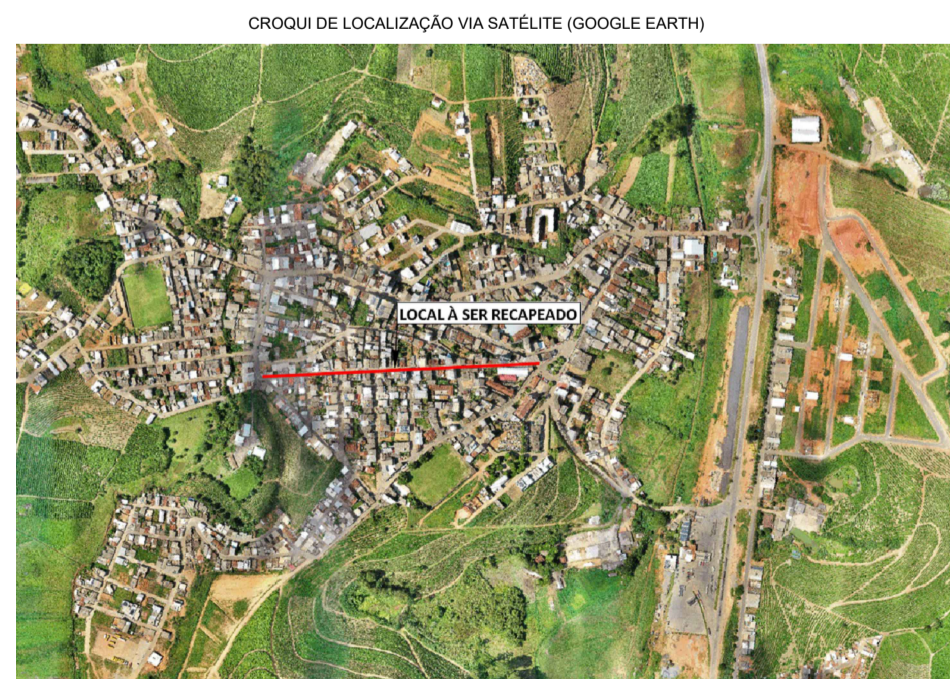 CROQUI DE LOCALIZAÇÃO VIA SATÉLITE (GOOGLE EARTH)
LOCAL À SER RECAPEADO